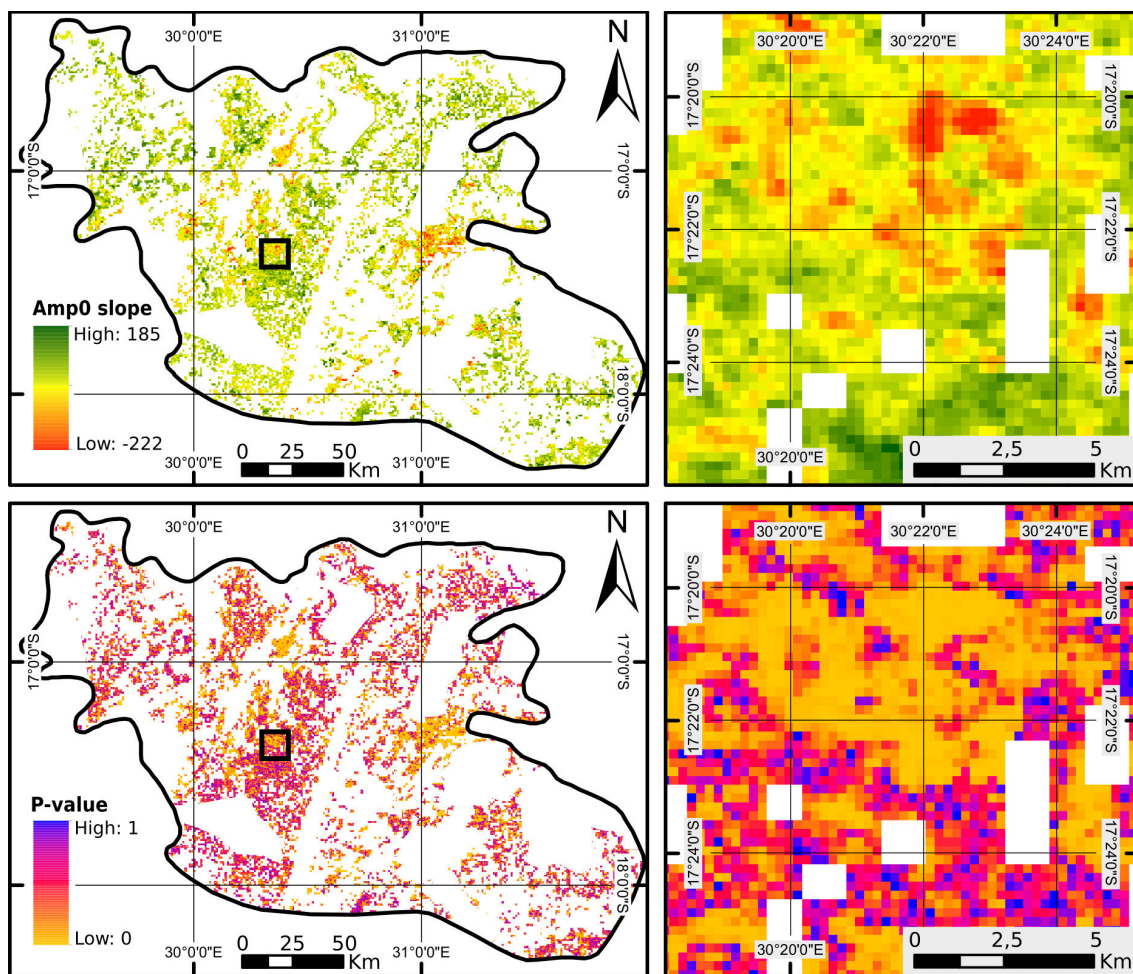 30°0'0"E
31°0'0"E
N
17°0'0"S
17°0'0"S
Amp0 slope
High: 185
Low: -222
18°0'0"S
30°0'0"E
31°0'0"E
0
25
50
Km
30°20'0"E
30°22'0"E
30°24'0"E
17°20'0"S
17°20'0"S
17°22'0"S
17°22'0"S
17°24'0"S
17°24'0"S
30°20'0"E
0
2,5
5
Km
30°0'0"E
31°0'0"E
N
17°0'0"S
17°0'0"S
P-value
High: 1
Low: 0
18°0'0"S
30°0'0"E
31°0'0"E
0
25
50
Km
30°20'0"E
30°22'0"E
30°24'0"E
17°20'0"S
17°20'0"S
17°22'0"S
17°22'0"S
17°24'0"S
17°24'0"S
30°20'0"E
0
2,5
5
Km